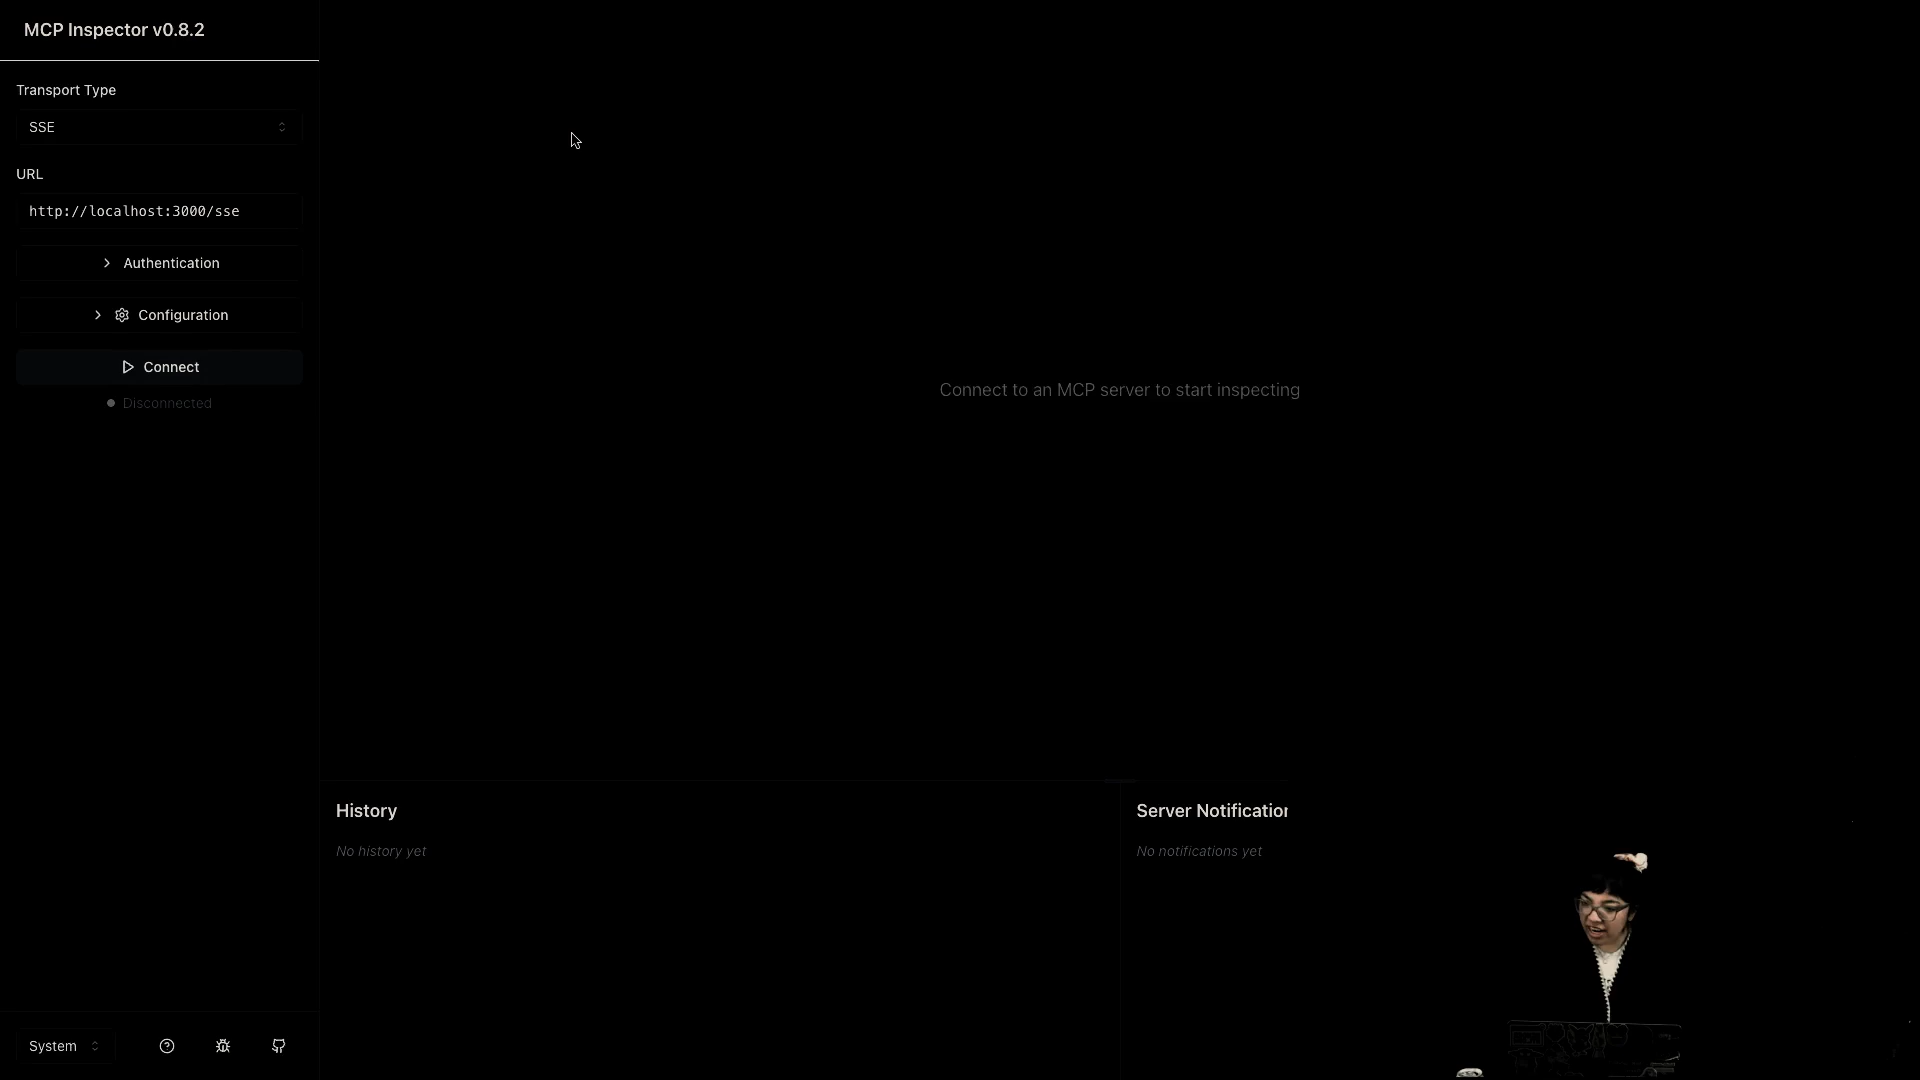 MCP Inspector v0.8.2
Transport Type
SSE
URL
http://localhost:3000/sse
Authentication
Configuration
Connect
Disconnected
System
Connect to an MCP server to start inspecting
History
No history yet
Server Notification
No notifications yet